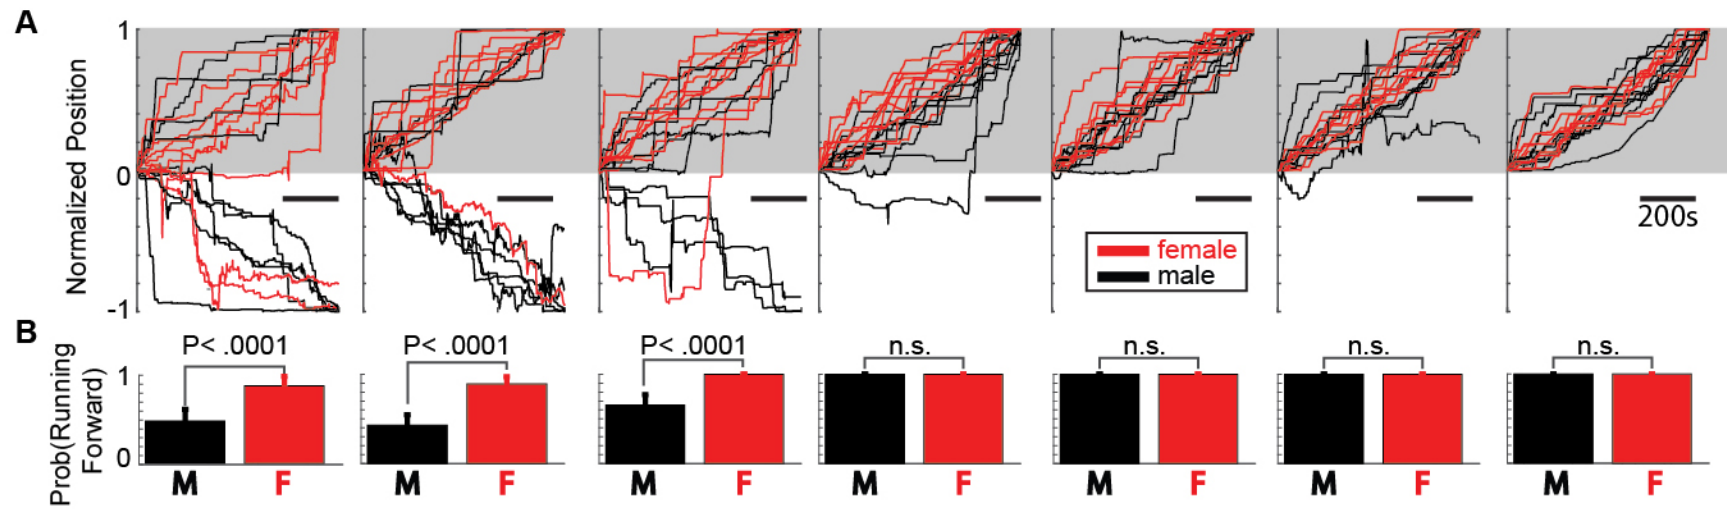 A
1
Normalized Position
0
-1
200s
female
male
B
P< .0001
P< .0001
P< .0001
n.s.
n.s.
n.s.
n.s.
Prob(Running
Forward)
1
0
M F M F M F M F M F M F M F